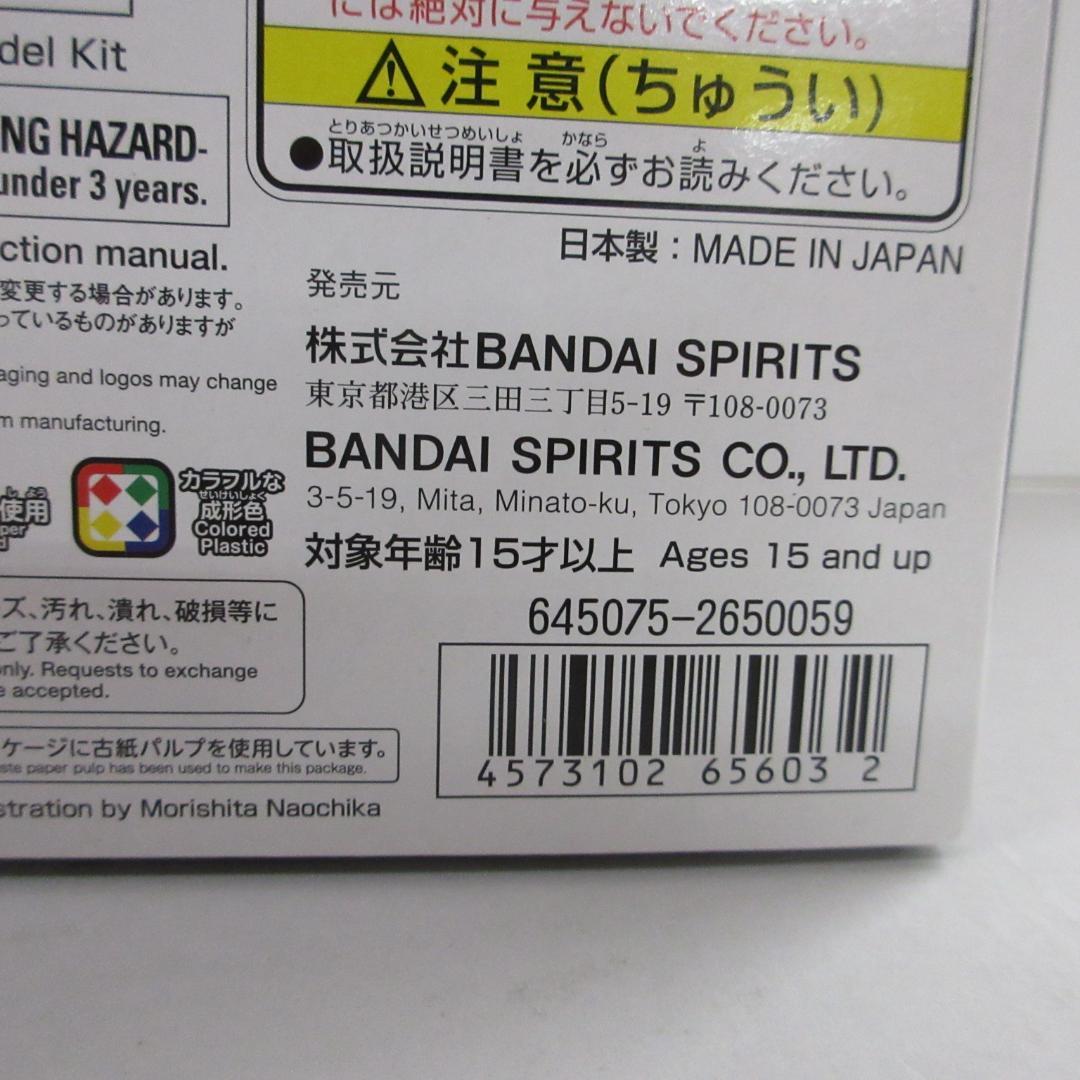 del Kit
NG HAZARD-
under 3 years.
ction manual.
変更する場合があります。
っているものがありますが
aging and logos may change
m manufacturing.
には絶対に与えないでください。
注意(ちゅうい)
とりあつかいせつめいしょ かなら よ
●取扱説明書を必ずお読みください。
日本製：MADE IN JAPAN
発売元
株式会社BANDAI SPIRITS
東京都港区三田三丁目5-19 〒108-0073
BANDAI SPIRITS CO., LTD.
3-5-19, Mita, Minato-ku, Tokyo 108-0073 Japan
対象年齢15才以上 Ages 15 and up
使用
カラフルな
せいけいしょく
成形色
Colored
Plastic
ズ、汚れ、潰れ、破損等に
ご了承ください。
only. Requests to exchange
e accepted.
ケージに古紙パルプを使用しています。
ste paper pulp has been used to make this package.
stration by Morishita Naochika
645075-2650059
4573102 65603 2